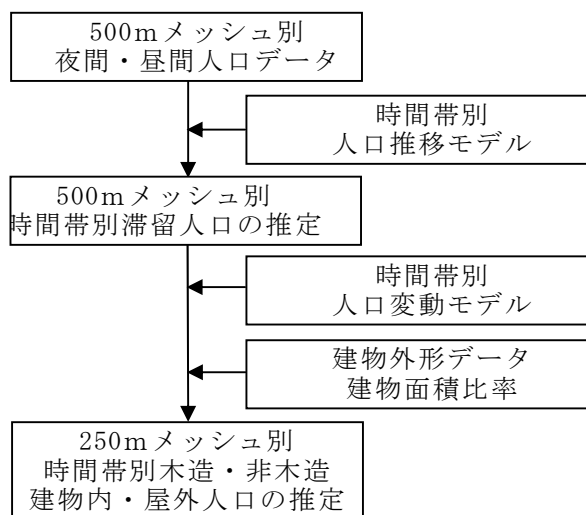 500mメッシュ別
夜間・昼間人口データ
時間帯別
人口推移モデル
500mメッシュ別
時間帯別滞留人口の推定
時間帯別
人口変動モデル
建物外形データ
建物面積比率
250mメッシュ別
時間帯別木造・非木造
建物内・屋外人口の推定